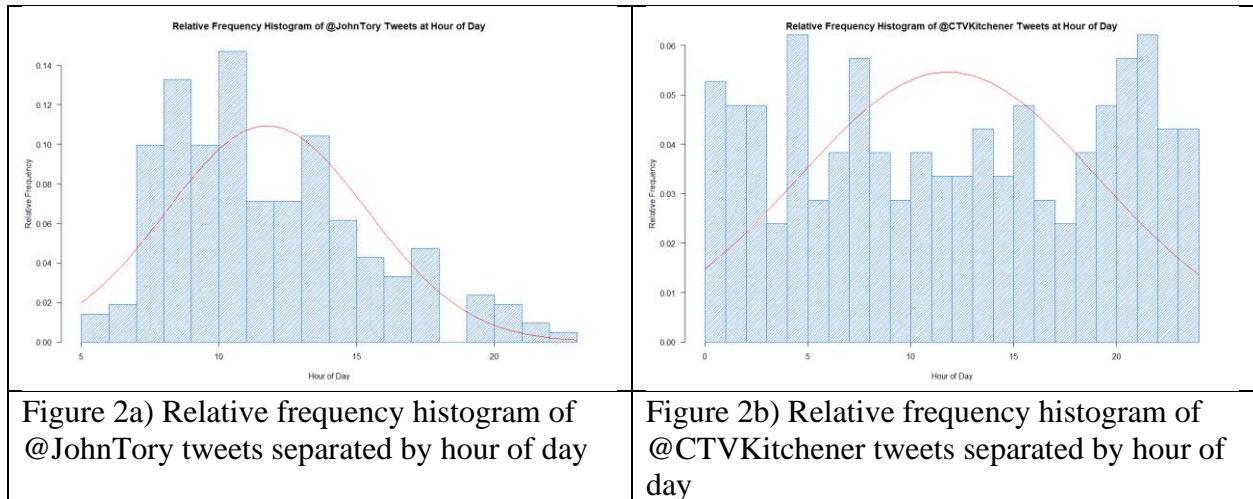 Relative Frequency Histogram of @JohnTory Tweets at Hour of Day
0.14
0.12
0.10
0.08
0.06
0.04
0.02
0.00
Relative Frequency
5
10
15
20
Hour of Day
Relative Frequency Histogram of @CTVKitchener Tweets at Hour of Day
0.06
0.05
0.04
0.03
0.02
0.01
0.00
Relative Frequency
0
5
10
15
20
Hour of Day
Figure 2a) Relative frequency histogram of
@JohnTory tweets separated by hour of day
Figure 2b) Relative frequency histogram of
@CTVKitchener tweets separated by hour of
day